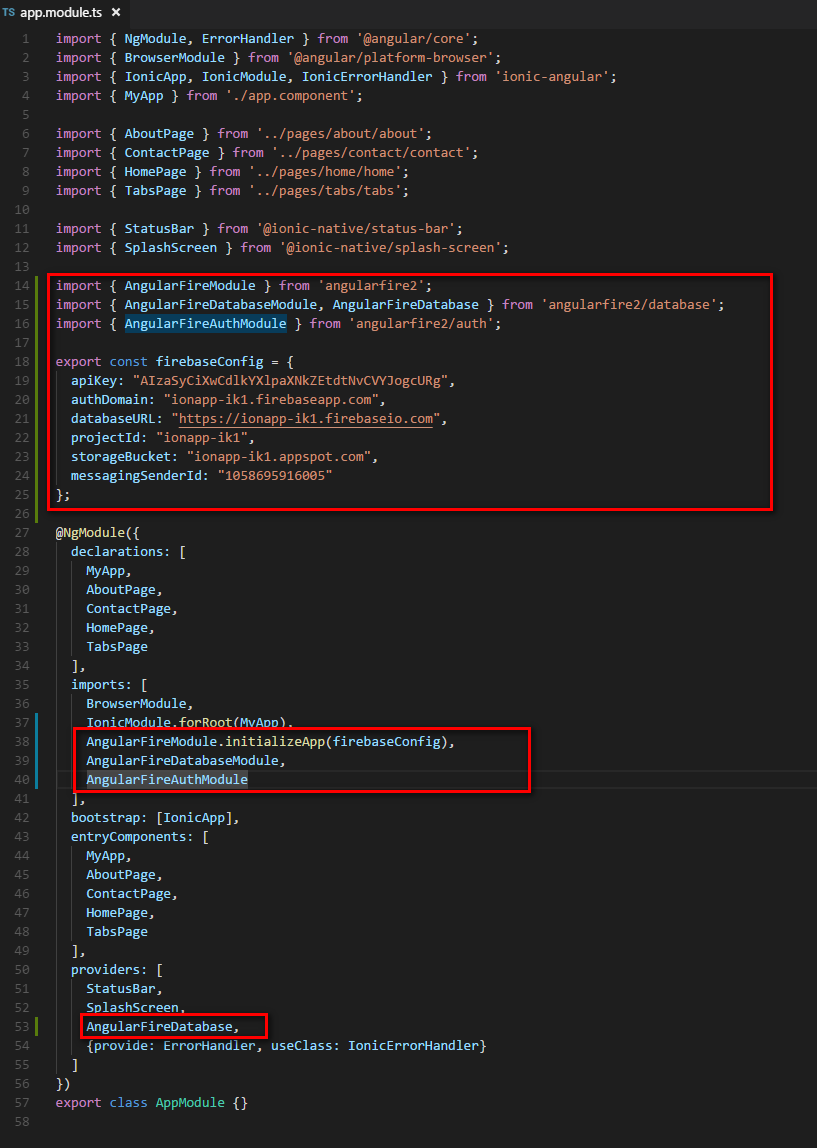 TS app.module.ts ×
1 import { NgModule, ErrorHandler } from '@angular/core';
2 import { BrowserModule } from '@angular/platform-browser';
3 import { IonicApp, IonicModule, IonicErrorHandler } from 'ionic-angular';
4 import { MyApp } from './app.component';
5
6 import { AboutPage } from '../pages/about/about';
7 import { ContactPage } from '../pages/contact/contact';
8 import { HomePage } from '../pages/home/home';
9 import { TabsPage } from '../pages/tabs/tabs';
10
11 import { StatusBar } from '@ionic-native/status-bar';
12 import { SplashScreen } from '@ionic-native/splash-screen';
13
14 import { AngularFireModule } from 'angularfire2';
15 import { AngularFireDatabaseModule, AngularFireDatabase } from 'angularfire2/database';
16 import { AngularFireAuthModule } from 'angularfire2/auth';
17
18 export const firebaseConfig = {
19   apiKey: "AIzaSyCiXwCdlkYXlpaXNkZEtdtNvCVYJogcURg",
20   authDomain: "ionapp-ik1.firebaseapp.com",
21   databaseURL: "https://ionapp-ik1.firebaseio.com",
22   projectId: "ionapp-ik1",
23   storageBucket: "ionapp-ik1.appspot.com",
24   messagingSenderId: "1058695916005"
25 };
26
27 @NgModule({
28   declarations: [
29     MyApp,
30     AboutPage,
31     ContactPage,
32     HomePage,
33     TabsPage
34   ],
35   imports: [
36     BrowserModule,
37     IonicModule.forRoot(MyApp),
38     AngularFireModule.initializeApp(firebaseConfig),
39     AngularFireDatabaseModule,
40     AngularFireAuthModule
41   ],
42   bootstrap: [IonicApp],
43   entryComponents: [
44     MyApp,
45     AboutPage,
46     ContactPage,
47     HomePage,
48     TabsPage
49   ],
50   providers: [
51     StatusBar,
52     SplashScreen,
53     AngularFireDatabase,
54     {provide: ErrorHandler, useClass: IonicErrorHandler}
55   ]
56 })
57 export class AppModule {}
58